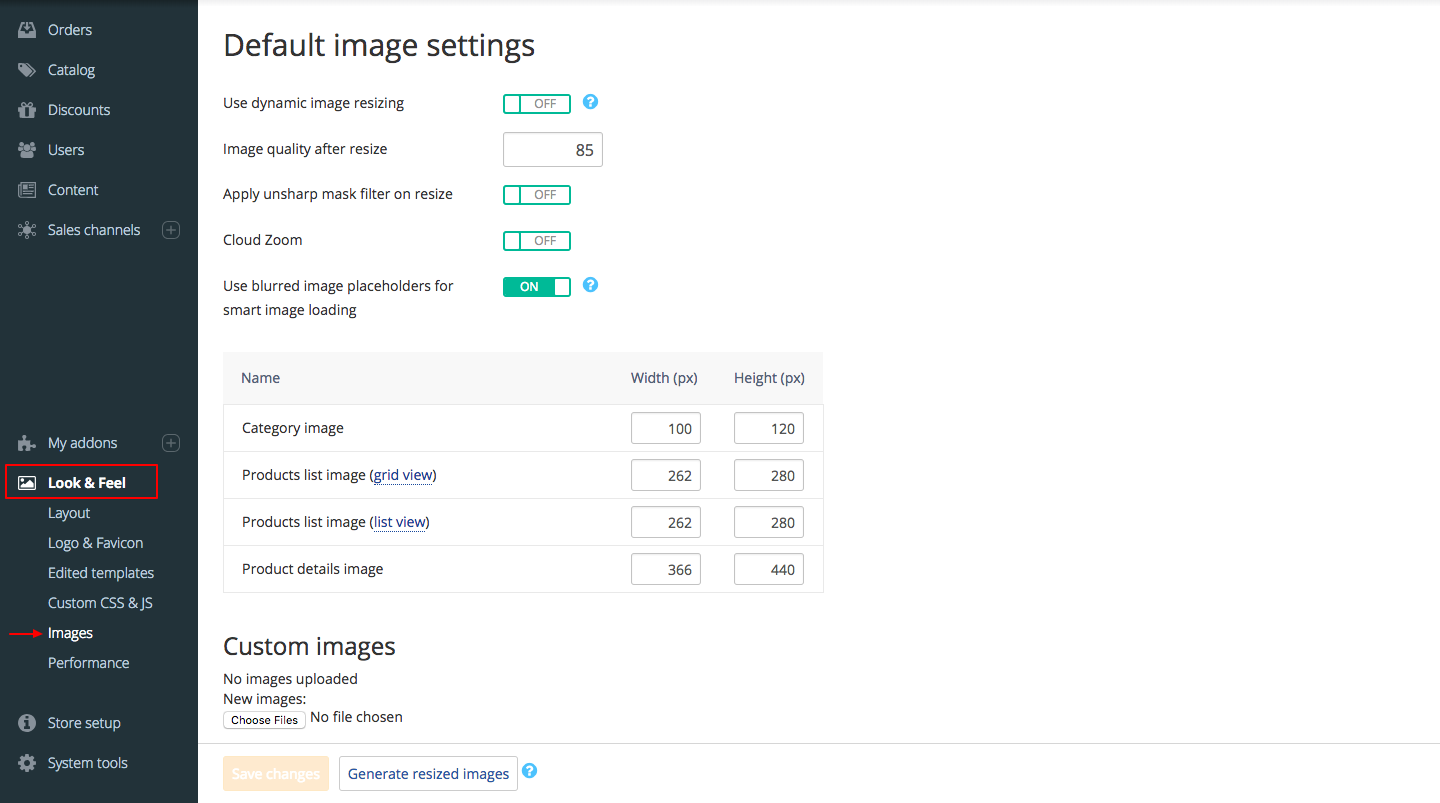 Orders
Catalog
Discounts
Users
Content
Sales channels
My addons
Look & Feel
Layout
Logo & Favicon
Edited templates
Custom CSS & JS
Images
Performance
Store setup
System tools
Default image settings
Use dynamic image resizing OFF ?
Image quality after resize 85
Apply unsharp mask filter on resize OFF
Cloud Zoom OFF
Use blurred image placeholders for ON ?
smart image loading
Name Width (px) Height (px)
Category image 100 120
Products list image (grid view) 262 280
Products list image (list view) 262 280
Product details image 366 440
Custom images
No images uploaded
New images:
Choose Files No file chosen
Save changes Generate resized images ?